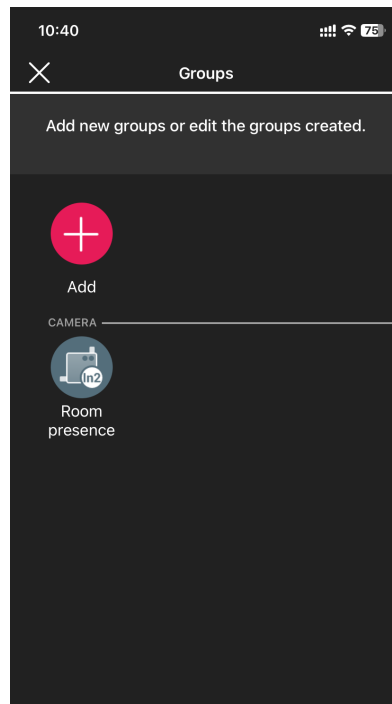 10:40
75
Groups
Add new groups or edit the groups created.
Add
CAMERA
In2
Room
presence